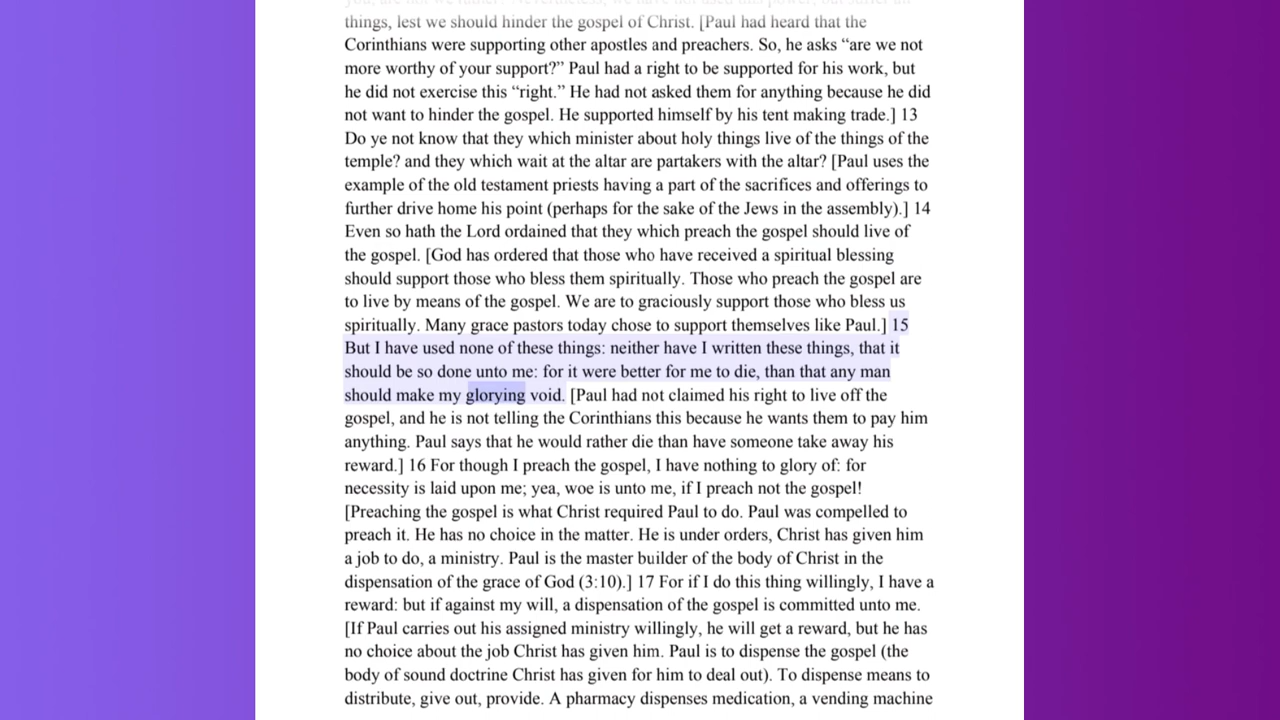 things, lest we should hinder the gospel of Christ. [Paul had heard that the
Corinthians were supporting other apostles and preachers. So, he asks “are we not
more worthy of your support?” Paul had a right to be supported for his work, but
he did not exercise this “right.” He had not asked them for anything because he did
not want to hinder the gospel. He supported himself by his tent making trade.] 13
Do ye not know that they which minister about holy things live of the things of the
temple? and they which wait at the altar are partakers with the altar? [Paul uses the
example of the old testament priests having a part of the sacrifices and offerings to
further drive home his point (perhaps for the sake of the Jews in the assembly).] 14
Even so hath the Lord ordained that they which preach the gospel should live of
the gospel. [God has ordered that those who have received a spiritual blessing
should support those who bless them spiritually. Those who preach the gospel are
to live by means of the gospel. We are to graciously support those who bless us
spiritually. Many grace pastors today chose to support themselves like Paul.] 15
But I have used none of these things: neither have I written these things, that it
should be so done unto me: for it were better for me to die, than that any man
should make my glorying void. [Paul had not claimed his right to live off the
gospel, and he is not telling the Corinthians this because he wants them to pay him
anything. Paul says that he would rather die than have someone take away his
reward.] 16 For though I preach the gospel, I have nothing to glory of: for
necessity is laid upon me; yea, woe is unto me, if I preach not the gospel!
[Preaching the gospel is what Christ required Paul to do. Paul was compelled to
preach it. He has no choice in the matter. He is under orders, Christ has given him
a job to do, a ministry. Paul is the master builder of the body of Christ in the
dispensation of the grace of God (3:10).] 17 For if I do this thing willingly, I have a
reward: but if against my will, a dispensation of the gospel is committed unto me.
[If Paul carries out his assigned ministry willingly, he will get a reward, but he has
no choice about the job Christ has given him. Paul is to dispense the gospel (the
body of sound doctrine Christ has given for him to deal out). To dispense means to
distribute, give out, provide. A pharmacy dispenses medication, a vending machine